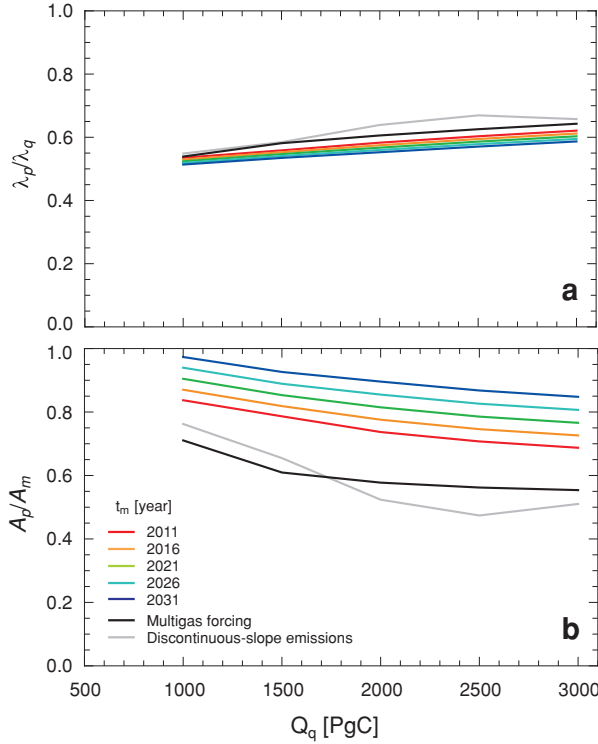 1.0
0.8
0.6
0.4
0.2
0.0
λp/λq
a
1.0
0.8
0.6
0.4
0.2
0.0
Ap/Am
t_m [year]
2011
2016
2021
2026
2031
Multigas forcing
Discontinuous-slope emissions
b
500 1000 1500 2000 2500 3000
Qq [PgC]